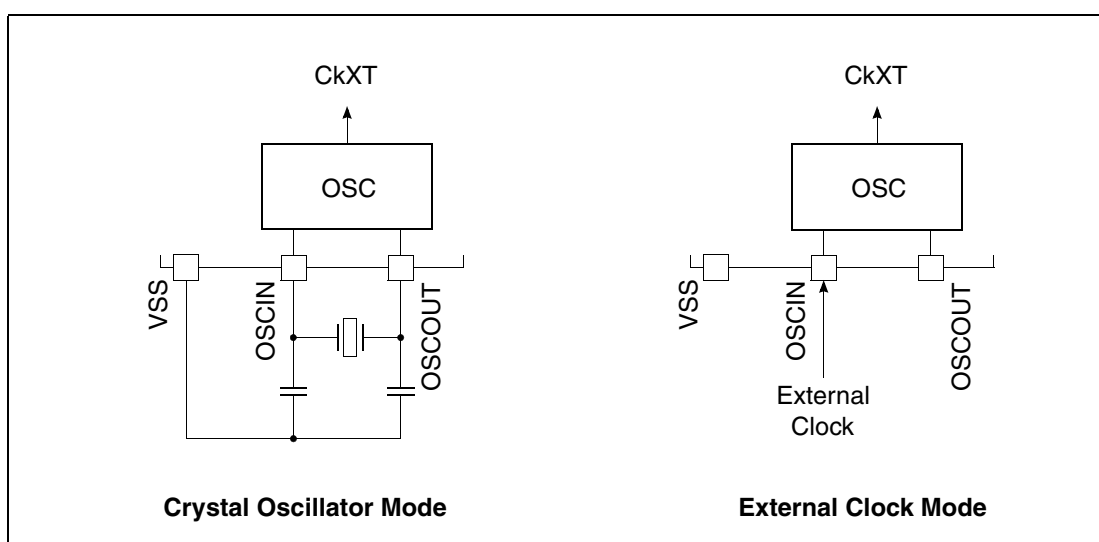 CkXT
OSC
VSS
OSCIN
OSCOUT
Crystal Oscillator Mode
CkXT
OSC
VSS
OSCIN
OSCOUT
External
Clock
External Clock Mode